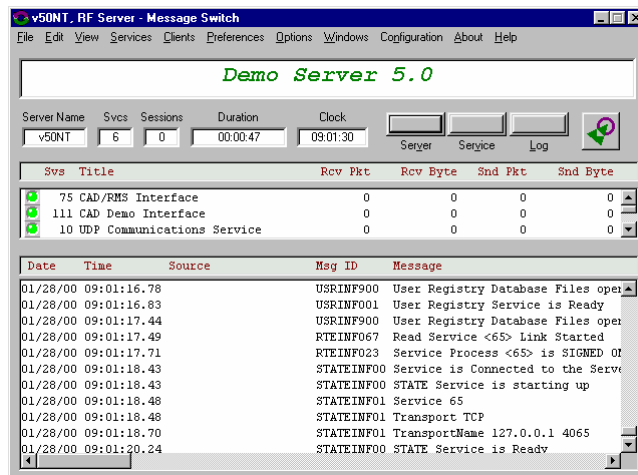 v50NT, RF Server - Message Switch
File Edit View Services Clients Preferences Options Windows Configuration About Help
Demo Server 5.0
Server Name Svcs Sessions Duration Clock
v50NT 6 0 00:00:47 09:01:30
Server Service Log
Svs Title Rcv Pkt Rcv Byte Snd Pkt Snd Byte
75 CAD/RMS Interface 0 0 0 0
111 CAD Demo Interface 0 0 0 0
10 UDP Communications Service 0 0 0 0
Date Time Source Msg ID Message
01/28/00 09:01:16.78 USRINF900 User Registry Database Files oper
01/28/00 09:01:16.83 USRINF001 User Registry Service is Ready
01/28/00 09:01:17.44 USRINF900 User Registry Database Files oper
01/28/00 09:01:17.49 RTEINF067 Read Service <65> Link Started
01/28/00 09:01:17.71 RTEINF023 Service Process <65> is SIGNED ON
01/28/00 09:01:18.43 STATEINF00 Service is Connected to the Serve
01/28/00 09:01:18.43 STATEINF00 STATE Service is starting up
01/28/00 09:01:18.48 STATEINF01 Service 65
01/28/00 09:01:18.48 STATEINF01 Transport TCP
01/28/00 09:01:18.70 STATEINF01 TransportName 127.0.0.1 4065
01/28/00 09:01:20.24 STATEINF00 STATE Service is Ready